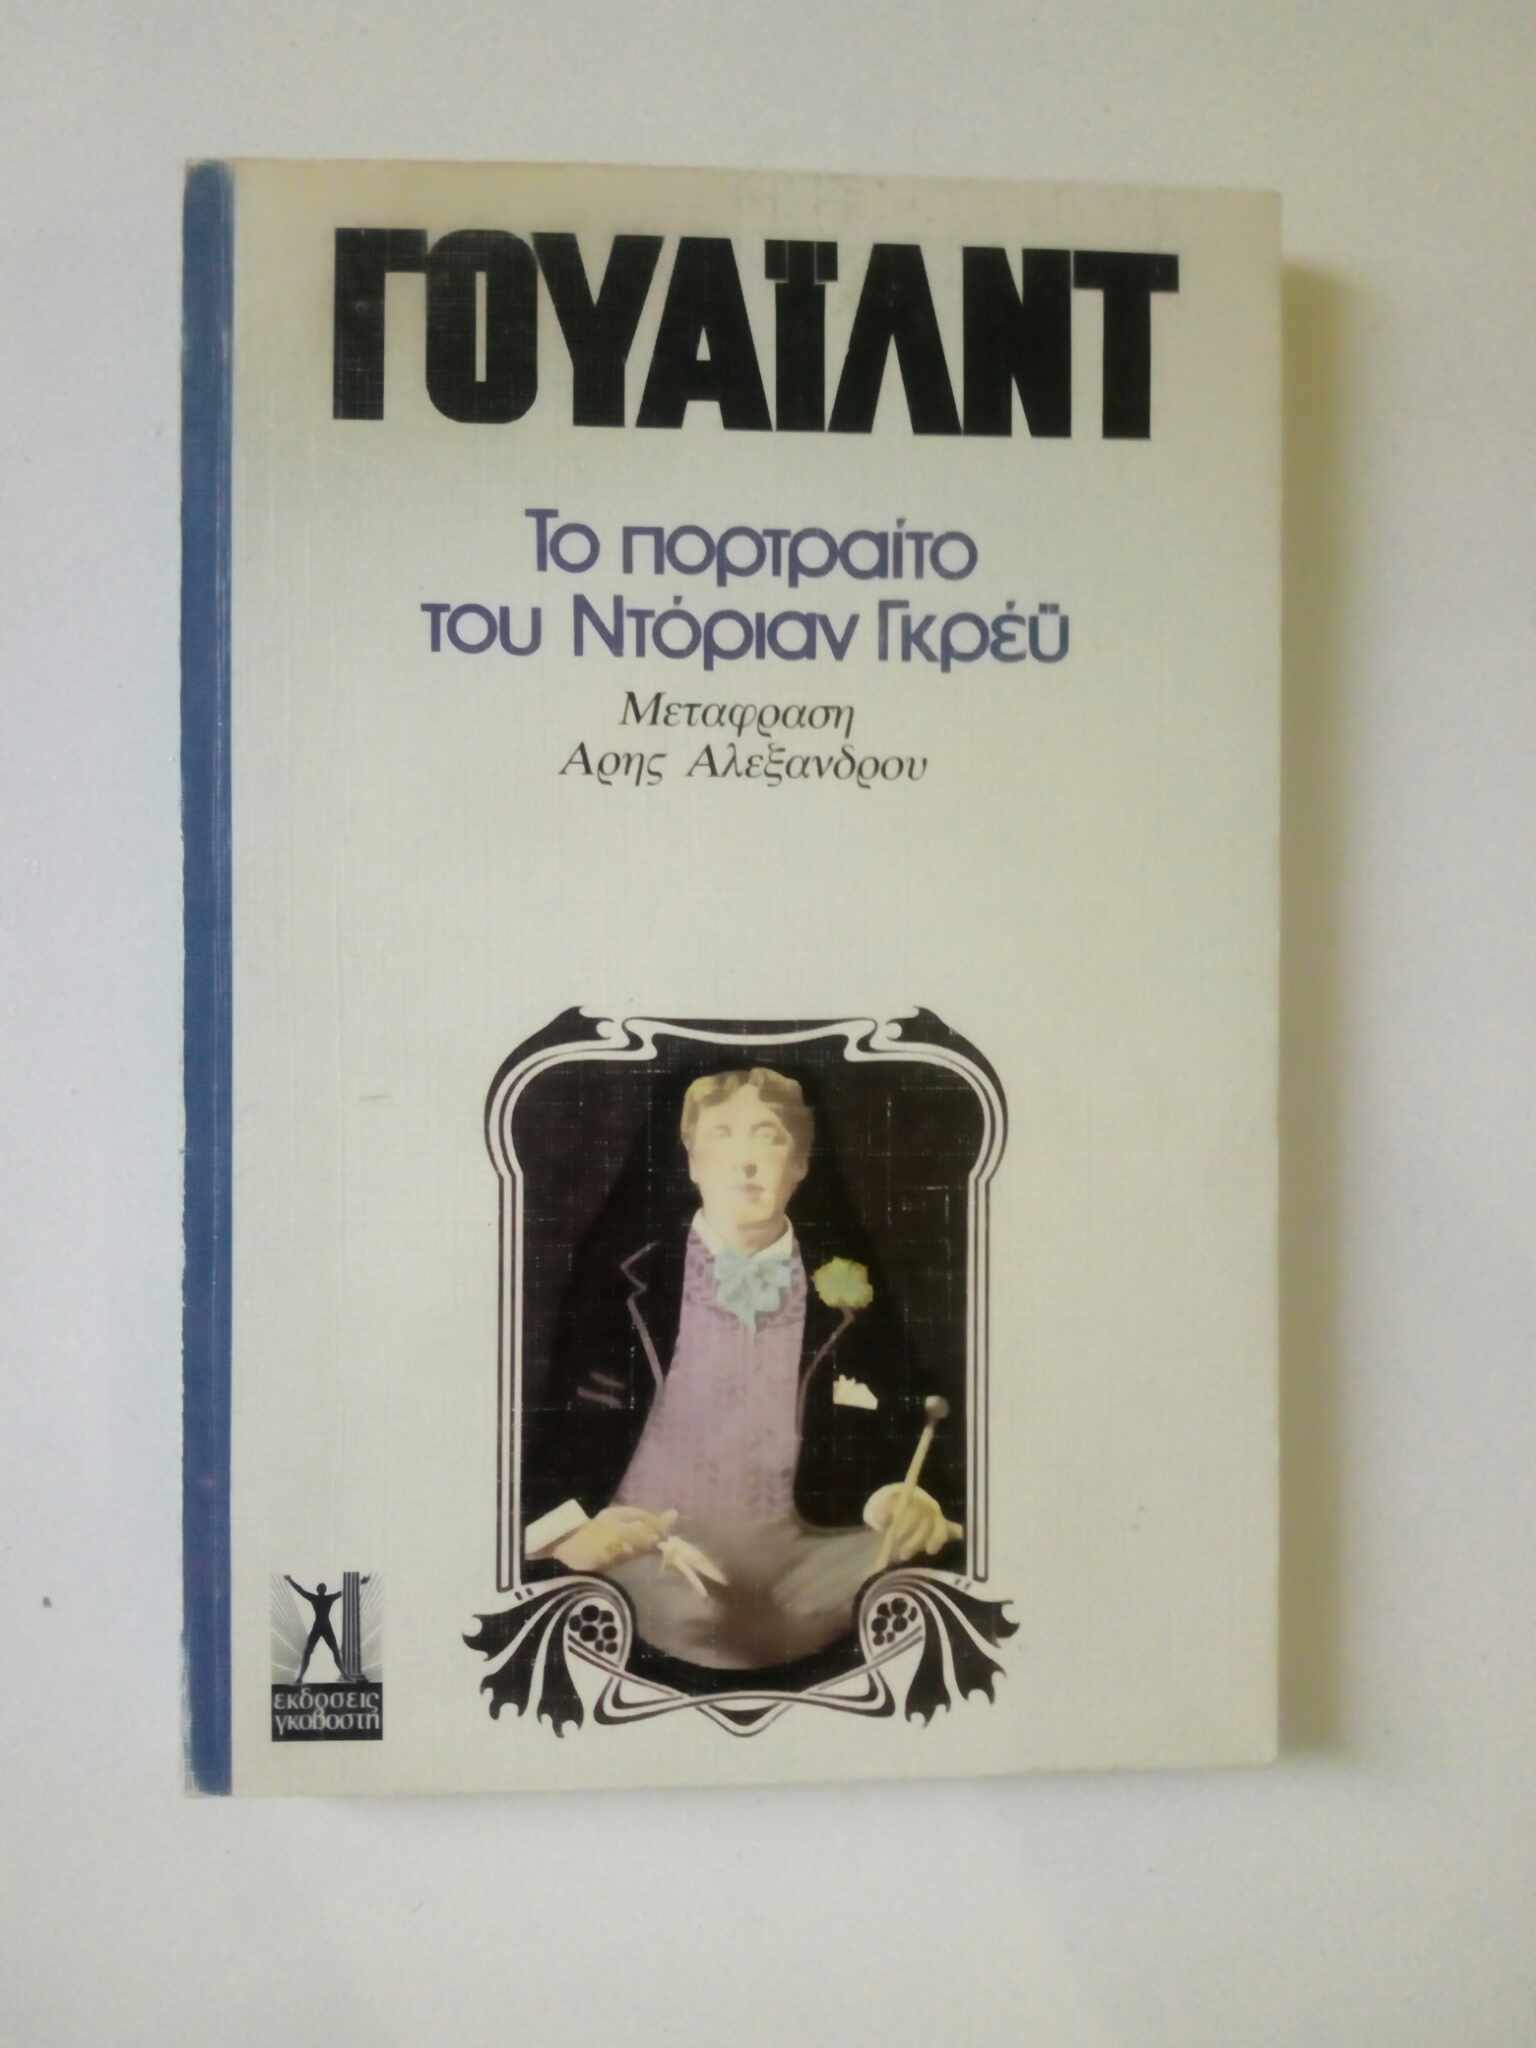 ΓΟΥΑΪΛΝΤ
Το πορτραίτο
του Ντόριαν Γκρέϋ
Μεταφραση
Αρης Αλεξανδρου
εκδοσεις
γκοβοστη